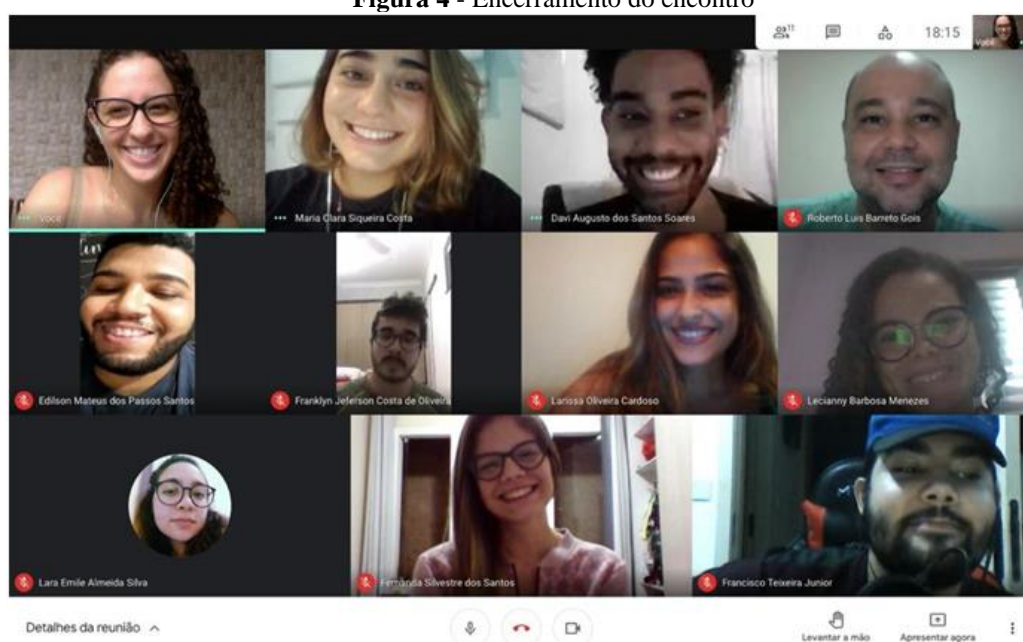 Figura 4 - Encerramento do encontro
11
18:15
Você
Você
Maria Clara Siqueira Costa
Davi Augusto dos Santos Soares
Roberto Luis Barreto Gois
Edilson Mateus dos Passos Santos
Franklyn Jeferson Costa de Oliveira
Larissa Oliveira Cardoso
Lecianny Barbosa Menezes
Lara Emile Almeida Silva
Fernanda Silvestre dos Santos
Francisco Teixeira Junior
Detalhes da reunião
Levantar a mão
Apresentar agora